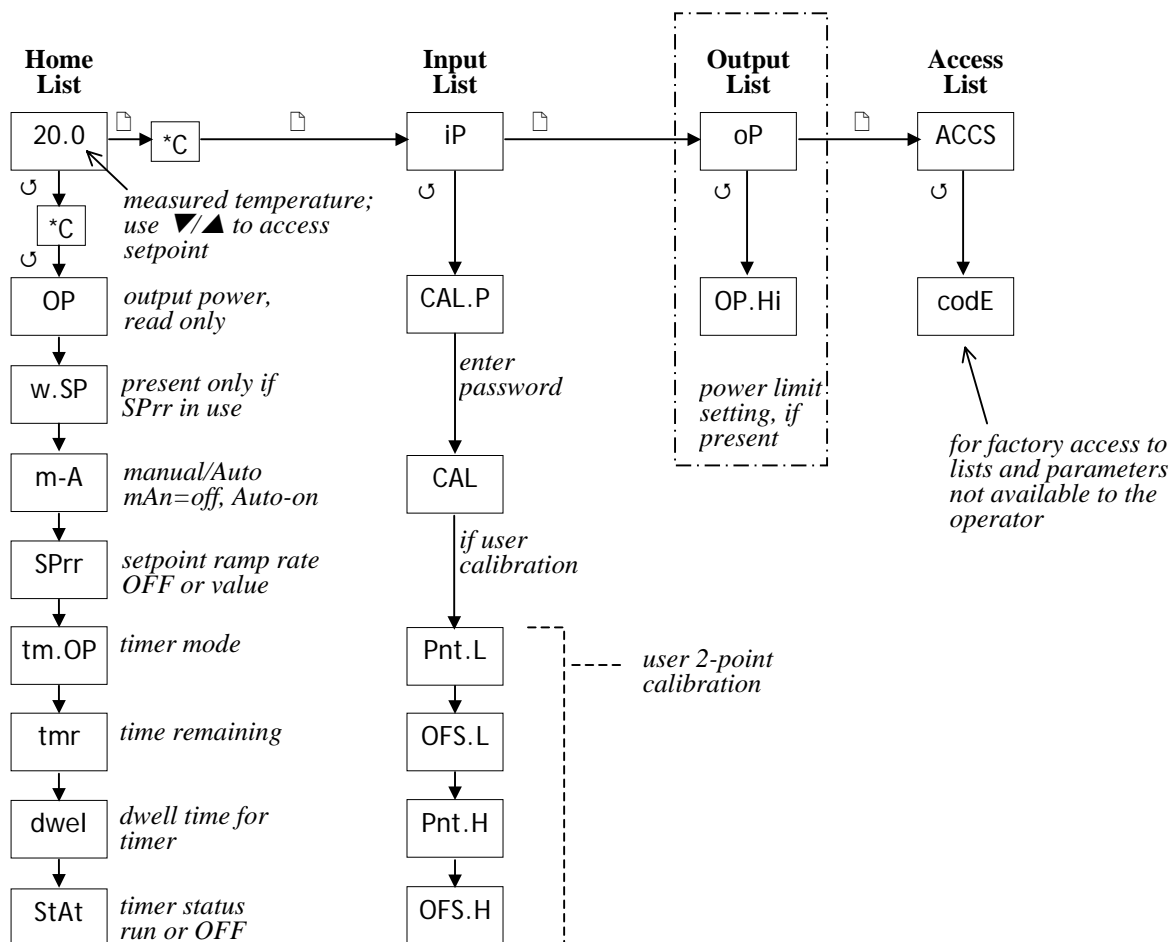 Home
List
Input
List
Output
List
Access
List
20.0
*C
iP
oP
ACCS
measured temperature;
use ▼/▲ to access
setpoint
*C
OP
output power,
read only
w.SP
present only if
SPrr in use
m-A
manual/Auto
mAn=off, Auto-on
SPrr
setpoint ramp rate
OFF or value
tm.OP
timer mode
tmr
time remaining
dwel
dwell time for
timer
StAt
timer status
run or OFF
CAL.P
enter
password
CAL
if user
calibration
Pnt.L
OFS.L
Pnt.H
OFS.H
user 2-point
calibration
OP.Hi
power limit
setting, if
present
codE
for factory access to
lists and parameters
not available to the
operator